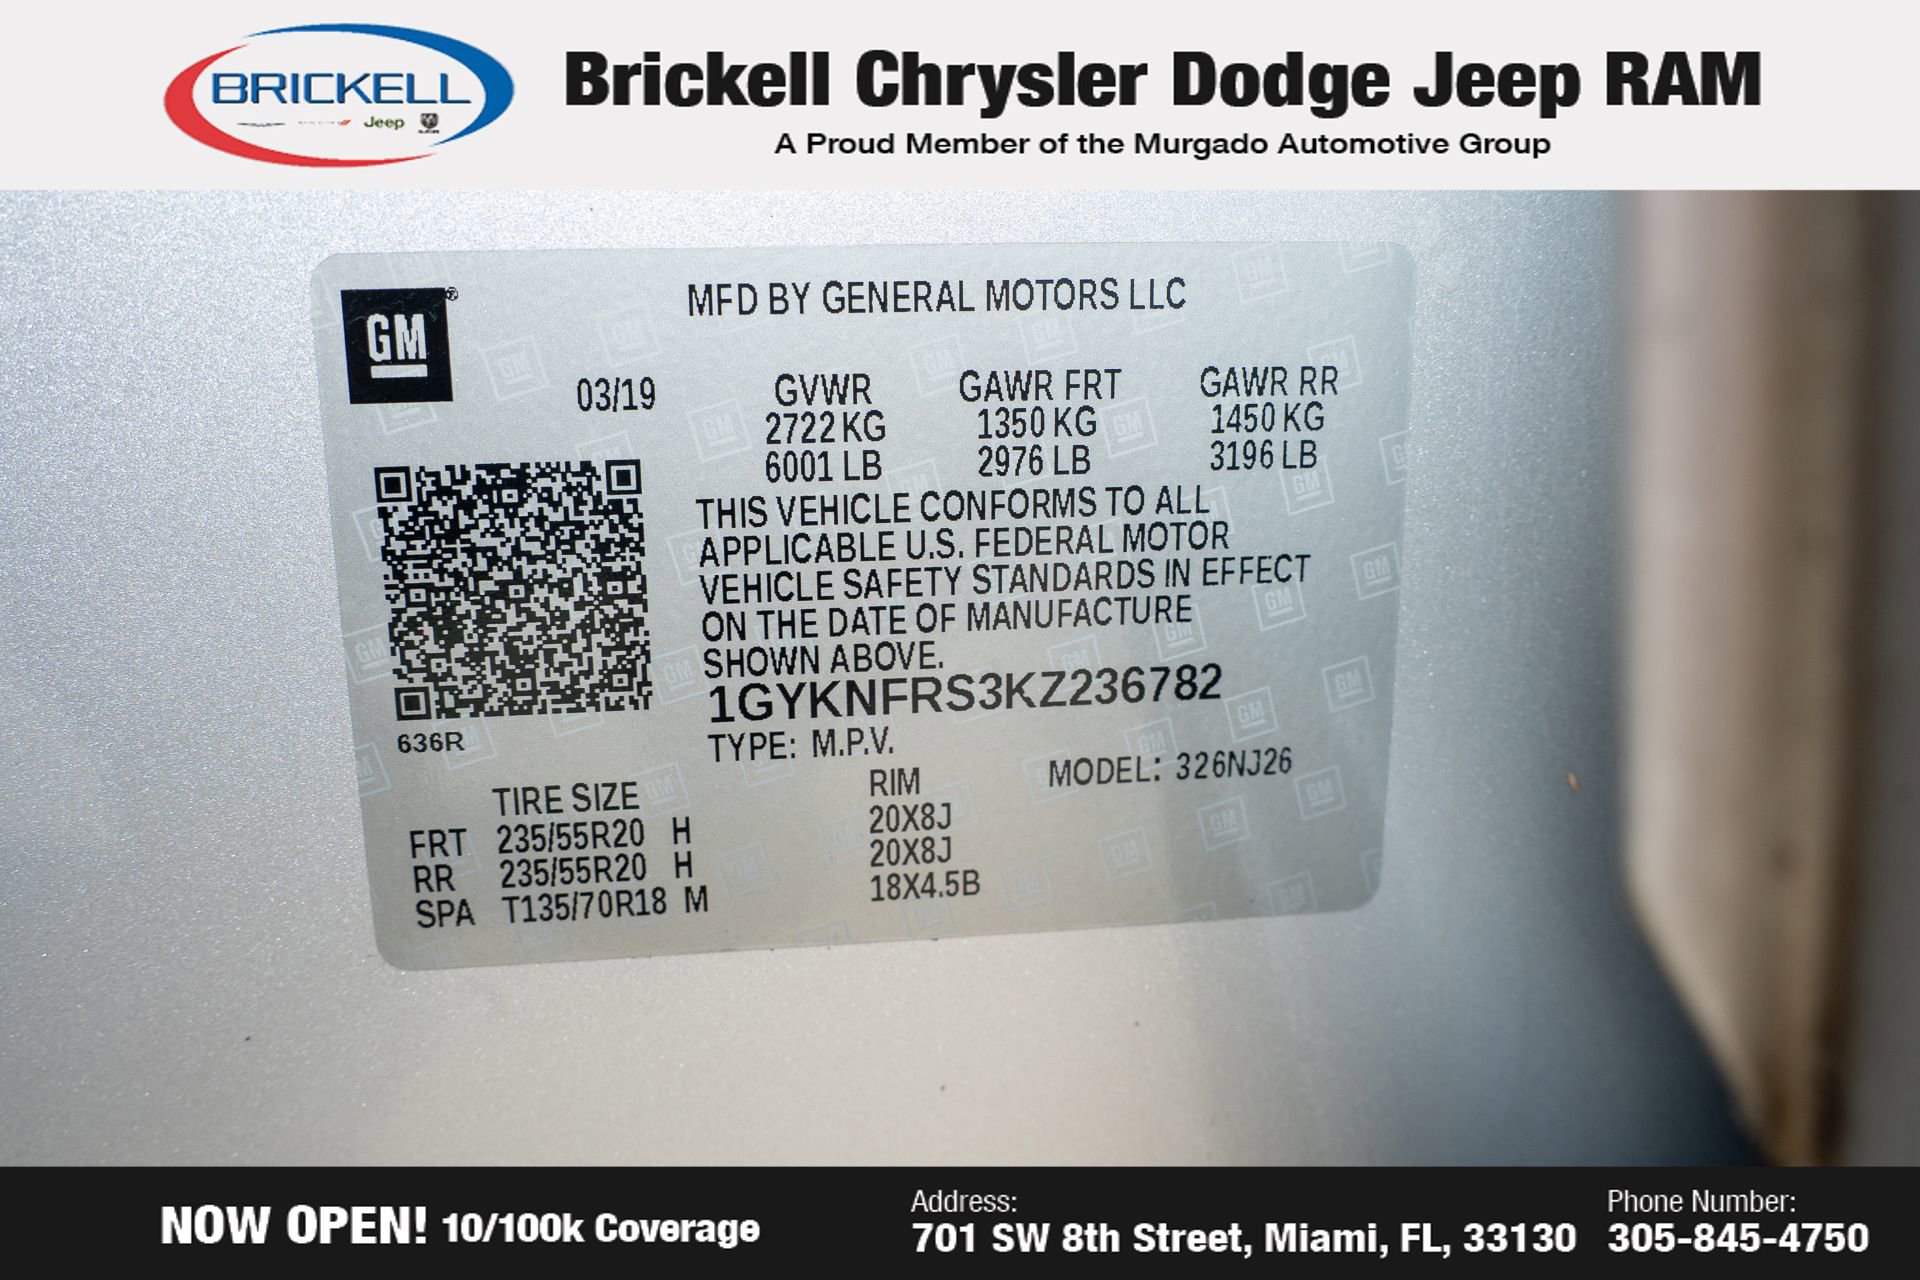 BRICKELL
Jeep
Brickell Chrysler Dodge Jeep RAM
A Proud Member of the Murgado Automotive Group
GM
MFD BY GENERAL MOTORS LLC
03/19
GVWR GAWR FRT GAWR RR
2722 KG 1350 KG 1450 KG
6001 LB 2976 LB 3196 LB
THIS VEHICLE CONFORMS TO ALL
APPLICABLE U.S. FEDERAL MOTOR
VEHICLE SAFETY STANDARDS IN EFFECT
ON THE DATE OF MANUFACTURE
SHOWN ABOVE.
1GYKNFRS3KZ236782
636R
TYPE: M.P.V.
MODEL: 326NJ26
TIRE SIZE RIM
FRT 235/55R20 H 20X8J
RR 235/55R20 H 20X8J
SPA T135/70R18 M 18X4.5B
NOW OPEN! 10/100k Coverage
Address:
701 SW 8th Street, Miami, FL, 33130
Phone Number:
305-845-4750